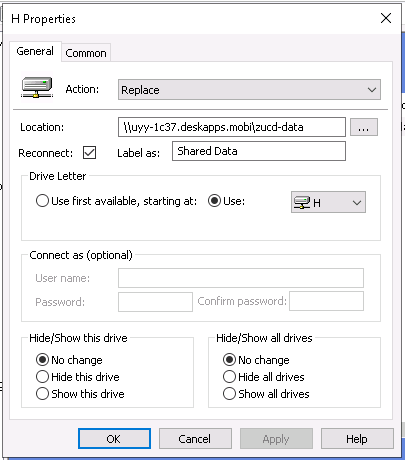 H Properties
General Common
Action: Replace
Location: \\uyy-1c37.deskapps.mobi\zucd-data ...
Reconnect: Label as: Shared Data
Drive Letter
Use first available, starting at: Use: H
Connect as (optional)
User name:
Password: Confirm password:
Hide/Show this drive Hide/Show all drives
No change No change
Hide this drive Hide all drives
Show this drive Show all drives
OK Cancel Apply Help